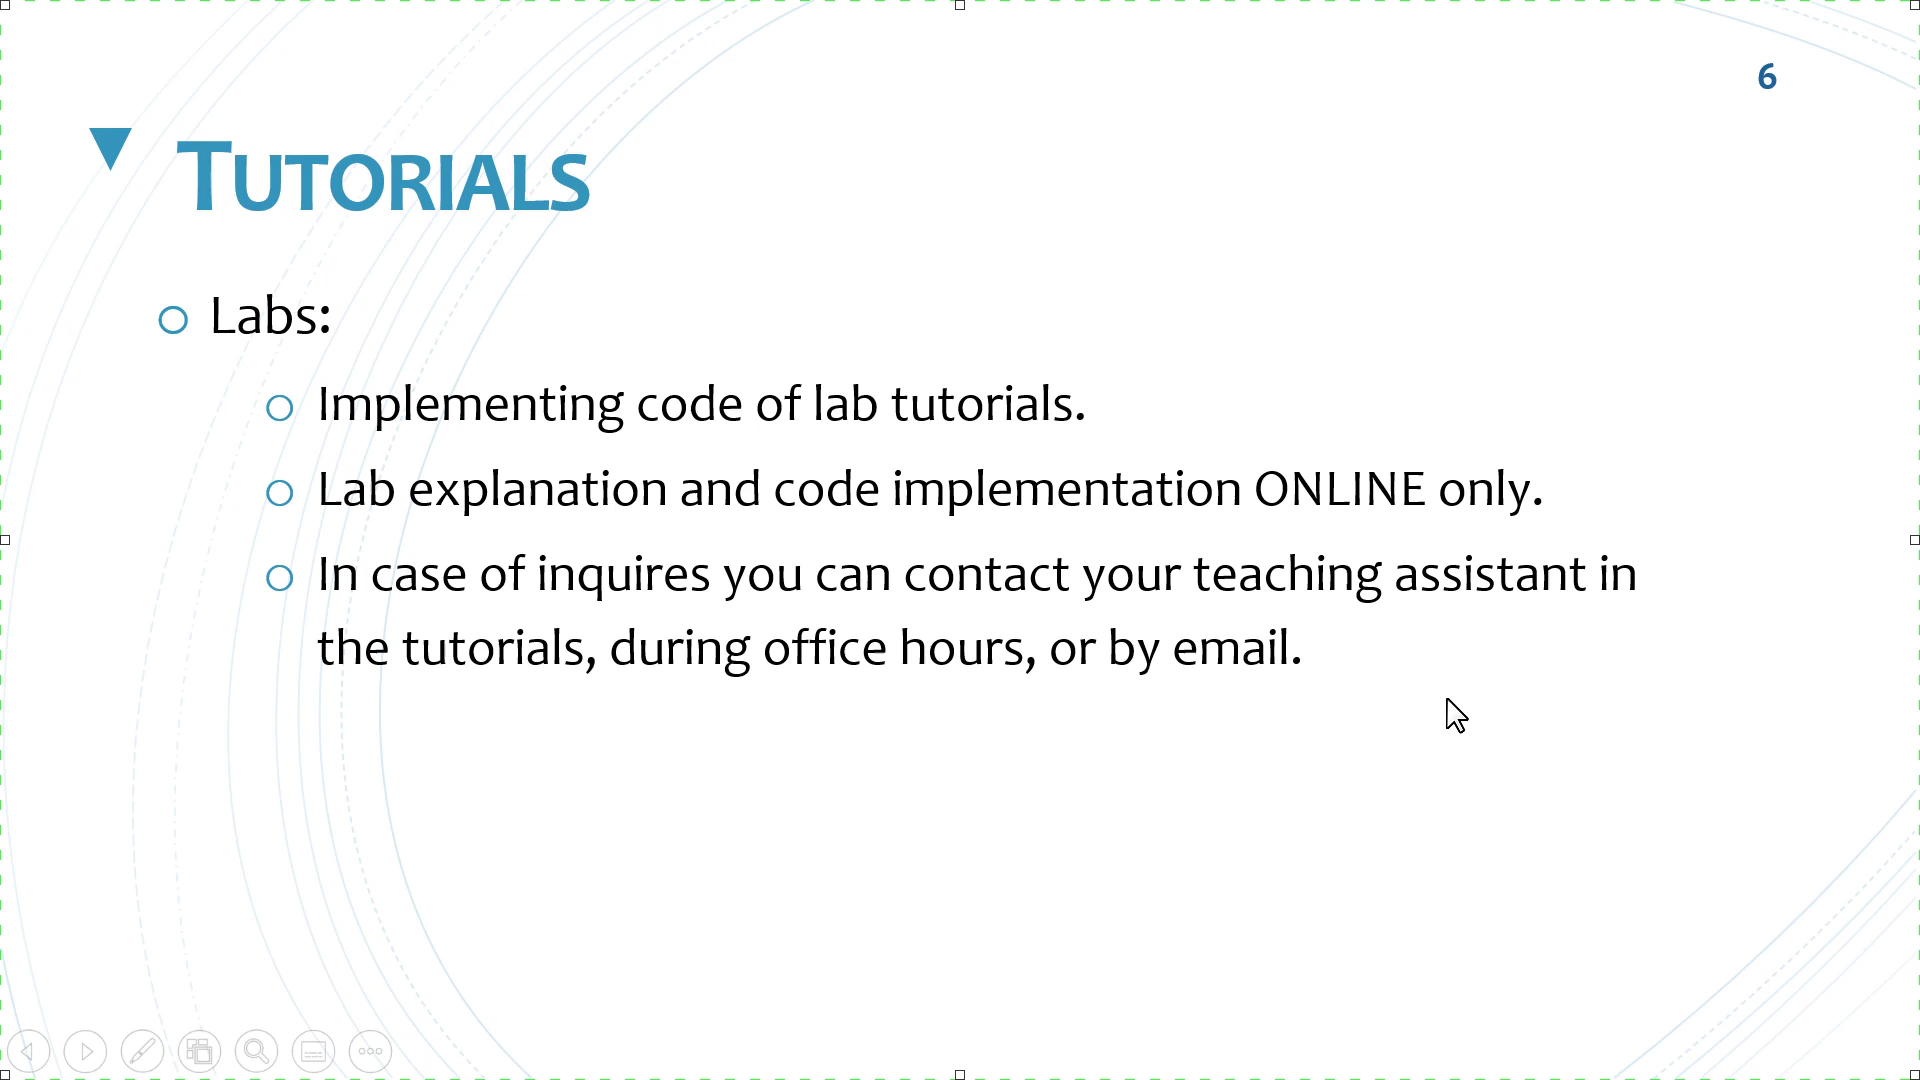 6
TUTORIALS
Labs:
Implementing code of lab tutorials.
Lab explanation and code implementation ONLINE only.
In case of inquires you can contact your teaching assistant in
the tutorials, during office hours, or by email.